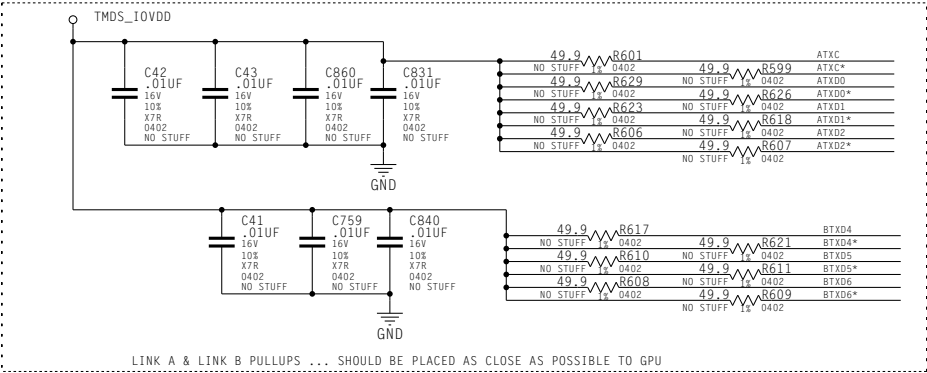 TMDS_IOVDD
C42
.01UF
16V
10%
X7R
0402
NO STUFF
C43
.01UF
16V
10%
X7R
0402
NO STUFF
C860
.01UF
16V
10%
X7R
0402
NO STUFF
C831
.01UF
16V
10%
X7R
0402
NO STUFF
GND
49.9 R601 ATXC
NO STUFF 1% 0402
49.9 R599 ATXC*
NO STUFF 1% 0402
49.9 R629 ATXD0
NO STUFF 1% 0402
49.9 R626 ATXD0*
NO STUFF 1% 0402
49.9 R623 ATXD1
NO STUFF 1% 0402
49.9 R618 ATXD1*
NO STUFF 1% 0402
49.9 R606 ATXD2
NO STUFF 1% 0402
49.9 R607 ATXD2*
NO STUFF 1% 0402
C41
.01UF
16V
10%
X7R
0402
NO STUFF
C759
.01UF
16V
10%
X7R
0402
NO STUFF
C840
.01UF
16V
10%
X7R
0402
NO STUFF
GND
49.9 R617 BTXD4
NO STUFF 1% 0402
49.9 R621 BTXD4*
NO STUFF 1% 0402
49.9 R610 BTXD5
NO STUFF 1% 0402
49.9 R611 BTXD5*
NO STUFF 1% 0402
49.9 R608 BTXD6
NO STUFF 1% 0402
49.9 R609 BTXD6*
NO STUFF 1% 0402
LINK A & LINK B PULLUPS ... SHOULD BE PLACED AS CLOSE AS POSSIBLE TO GPU